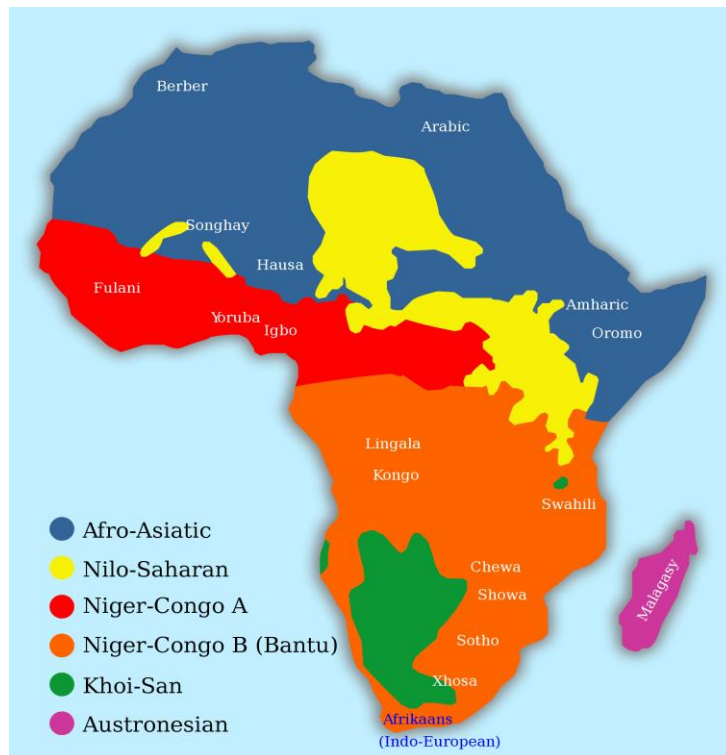 Berber
Arabic
Songhay
Hausa
Fulani
Amharic
Yoruba
Igbo
Oromo
Lingala
Kongo
Swahili
Chewa
Showa
Malagasy
Sotho
Xhosa
Afrikaans
(Indo-European)
Afro-Asiatic
Nilo-Saharan
Niger-Congo A
Niger-Congo B (Bantu)
Khoi-San
Austronesian